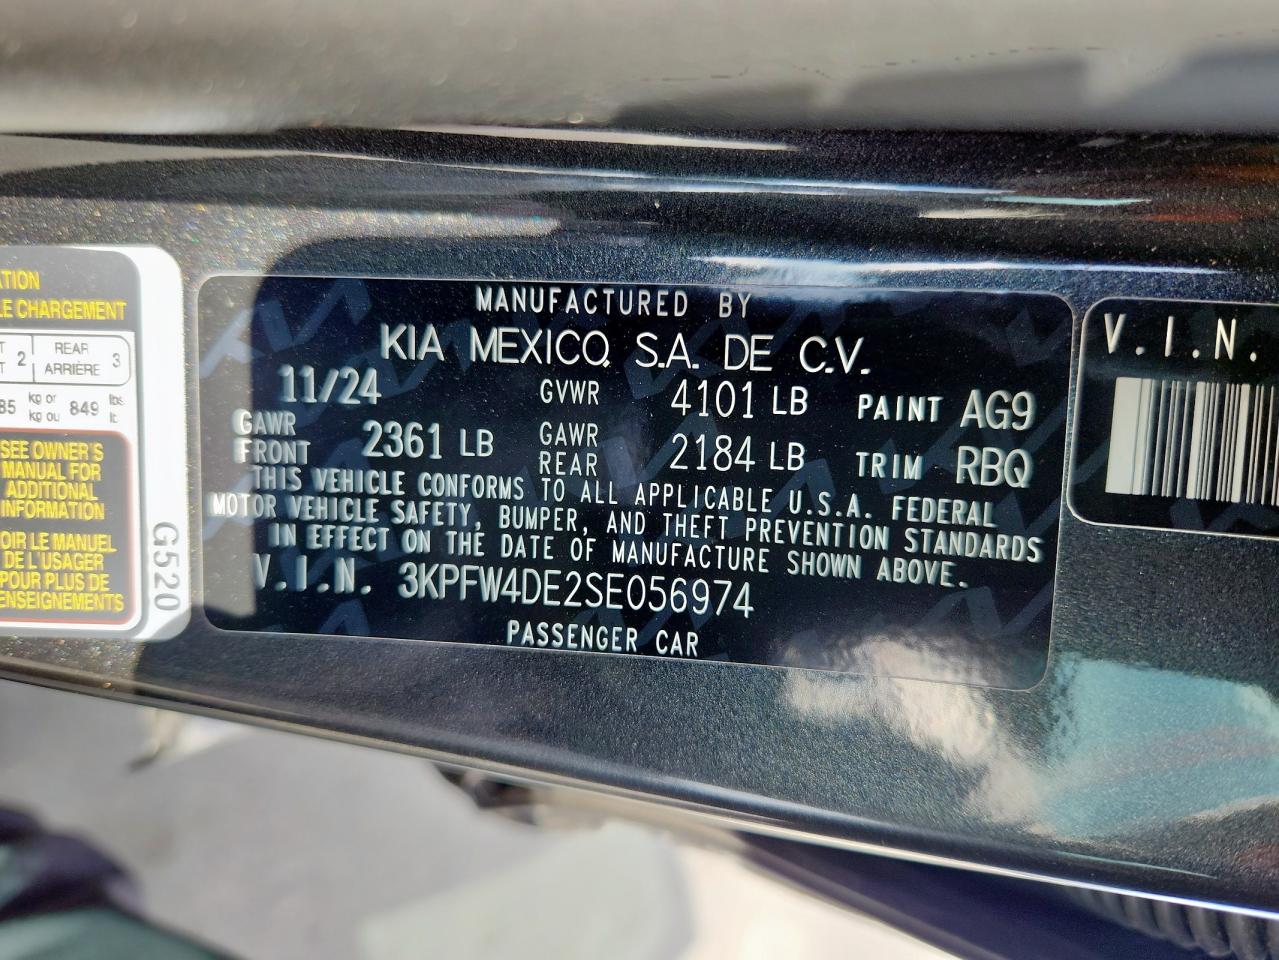 ATION
LE CHARGEMENT
T 2 REAR ARRIÈRE 3
85 kg or kg ou 849 lbs. lt.
SEE OWNER'S
MANUAL FOR
ADDITIONAL
INFORMATION
OIR LE MANUEL
DE L'USAGER
POUR PLUS DE
ENSEIGNEMENTS
G520
MANUFACTURED BY
KIA MEXICO, S.A. DE C.V.
11/24 GVWR 4101 LB PAINT AG9
GAWR FRONT 2361 LB GAWR REAR 2184 LB TRIM RBQ
THIS VEHICLE CONFORMS TO ALL APPLICABLE U.S.A. FEDERAL
MOTOR VEHICLE SAFETY, BUMPER, AND THEFT PREVENTION STANDARDS
IN EFFECT ON THE DATE OF MANUFACTURE SHOWN ABOVE.
V.I.N. 3KPFW4DE2SE056974
PASSENGER CAR
V.I.N.